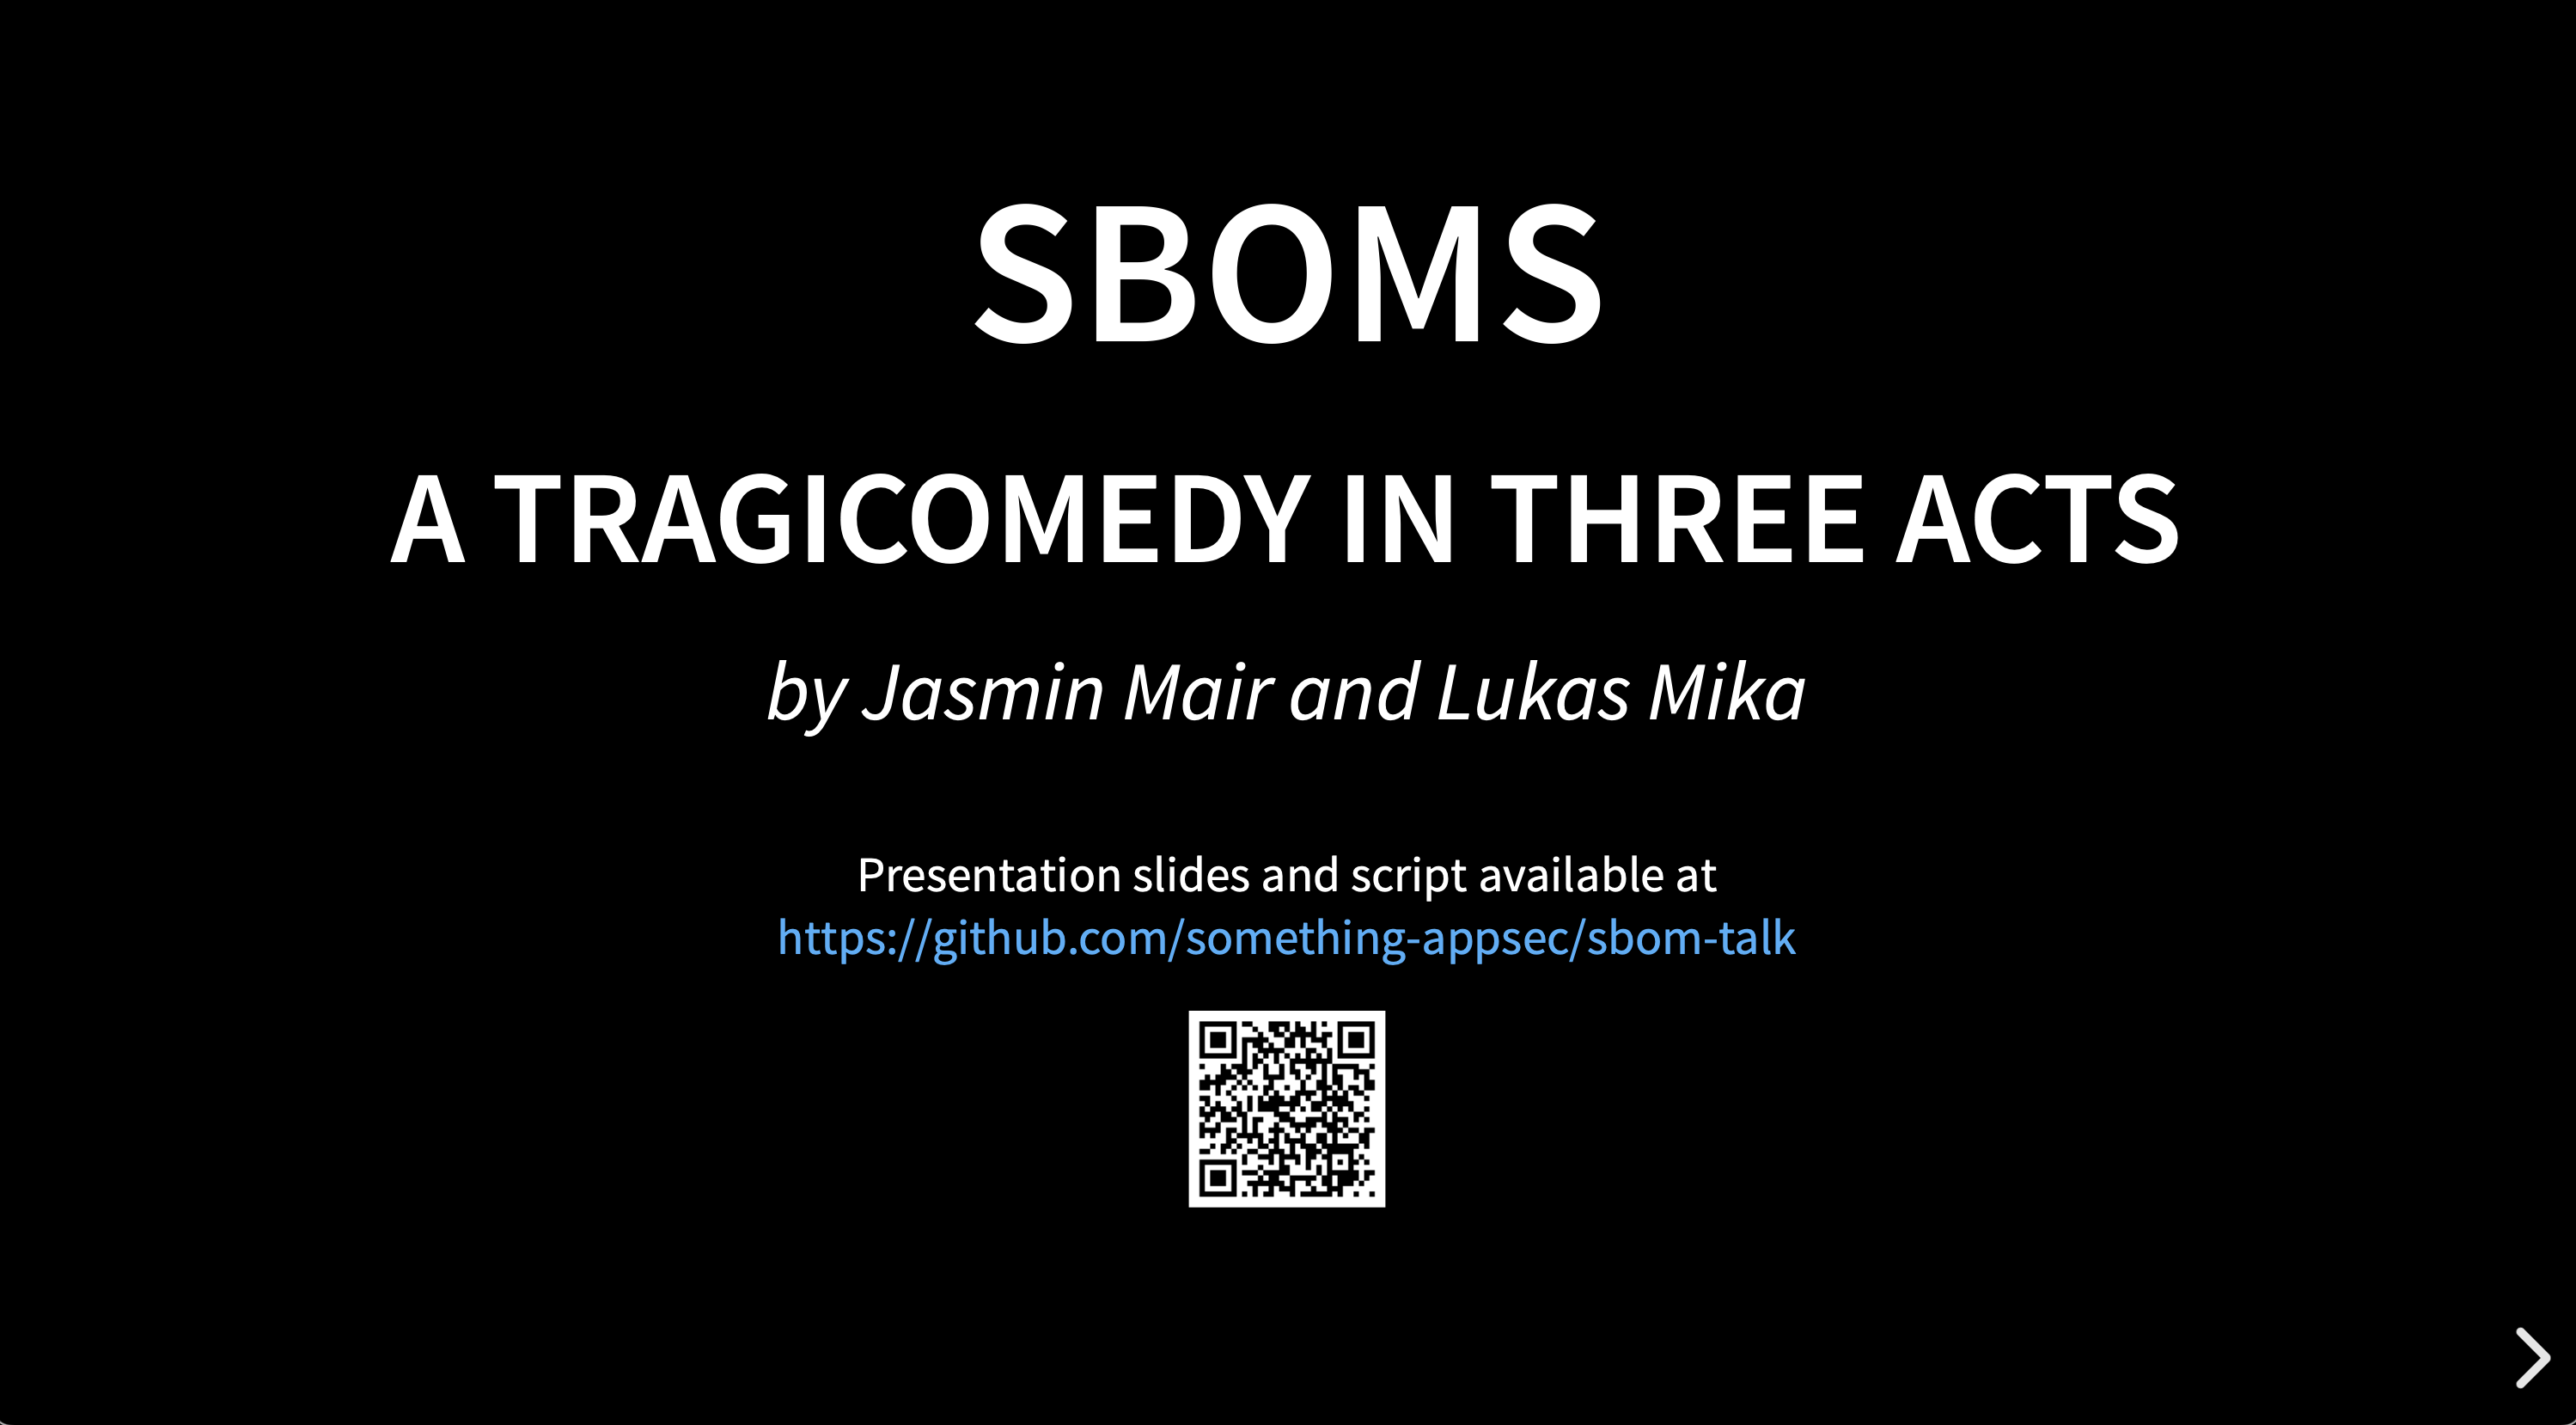 SBOMS
A TRAGICOMEDY IN THREE ACTS
by Jasmin Mair and Lukas Mika
Presentation slides and script available at
https://github.com/something-appsec/sbom-talk